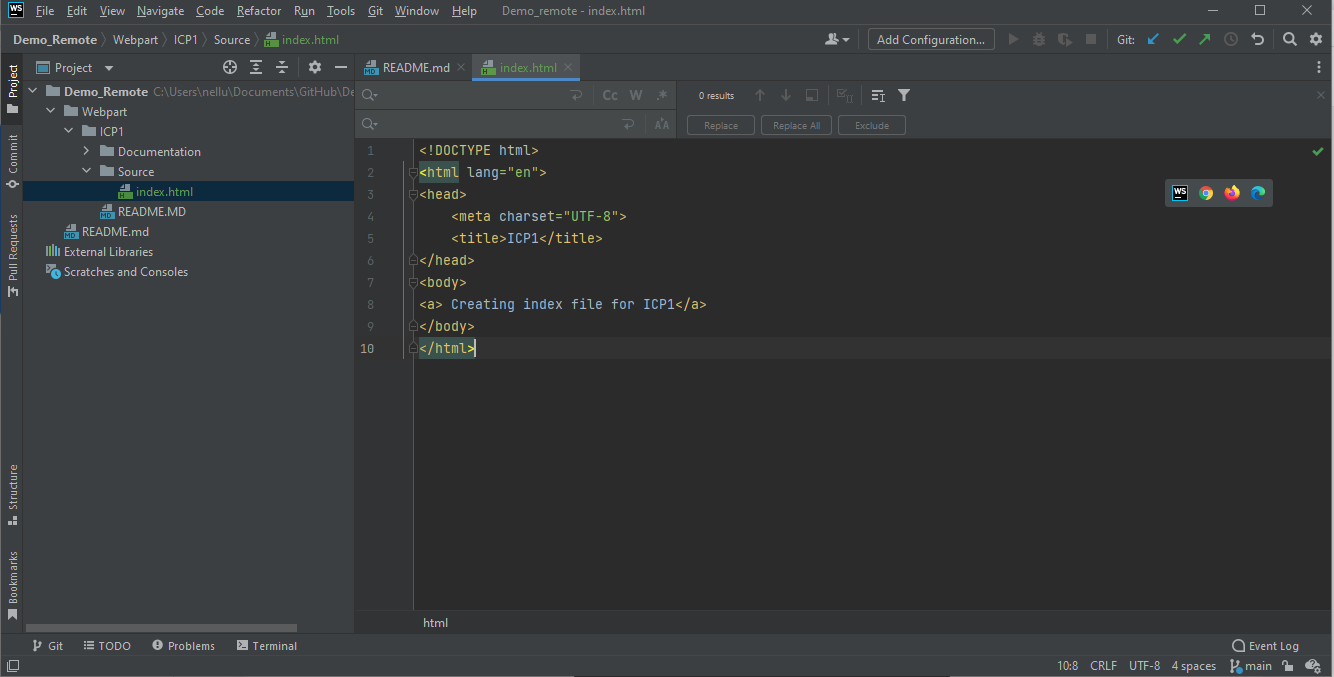 WS File Edit View Navigate Code Refactor Run Tools Git Window Help Demo_remote - index.html
Demo_Remote Webpart ICP1 Source index.html Add Configuration... Git:
Project
README.md index.html
Project
Commit
Pull Requests
Structure
Bookmarks
Demo_Remote C:\Users\nellu\Documents\GitHub\De
Webpart
ICP1
Documentation
Source
index.html
README.MD
README.md
External Libraries
Scratches and Consoles
Cc W .* 0 results
Replace Replace All Exclude
1 <!DOCTYPE html>
2 <html lang="en">
3 <head>
4 <meta charset="UTF-8">
5 <title>ICP1</title>
6 </head>
7 <body>
8 <a> Creating index file for ICP1</a>
9 </body>
10 </html>
WS
html
Git TODO Problems Terminal Event Log
10:8 CRLF UTF-8 4 spaces main